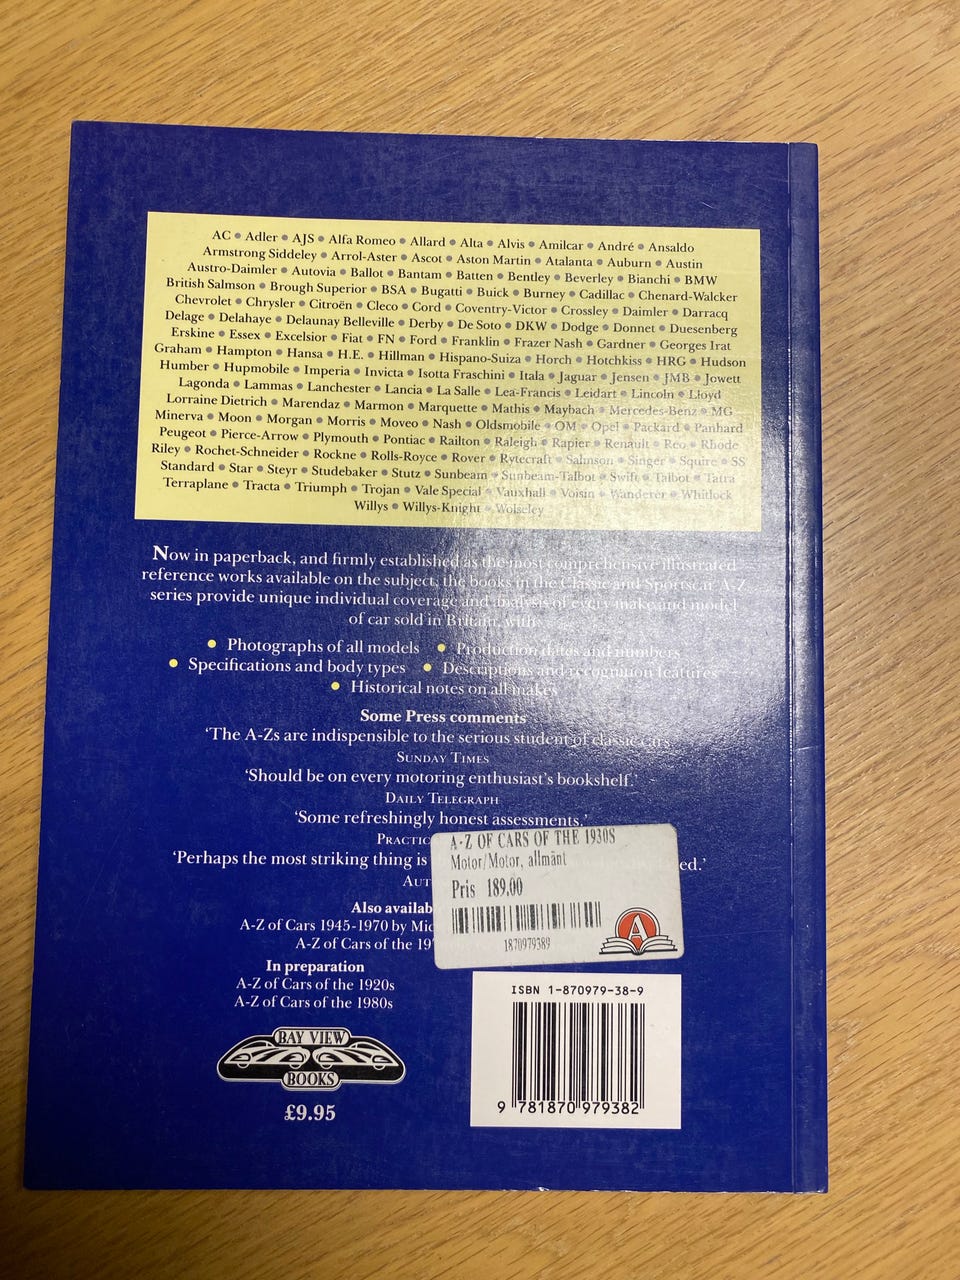 AC • Adler • AJS • Alfa Romeo • Allard • Alta • Alvis • Amilcar • André • Ansaldo
Armstrong Siddeley • Arrol-Aster • Ascot • Aston Martin • Atalanta • Auburn • Austin
Austro-Daimler • Autovia • Ballot • Bantam • Batten • Bentley • Beverley • Bianchi • BMW
British Salmson • Brough Superior • BSA • Bugatti • Buick • Burney • Cadillac • Chenard-Walcker
Chevrolet • Chrysler • Citroën • Cleco • Cord • Coventry-Victor • Crossley • Daimler • Darracq
Delage • Delahaye • Delaunay Belleville • Derby • De Soto • DKW • Dodge • Donnet • Duesenberg
Erskine • Essex • Excelsior • Fiat • FN • Ford • Franklin • Frazer Nash • Gardner • Georges Irat
Graham • Hampton • Hansa • H.E. • Hillman • Hispano-Suiza • Horch • Hotchkiss • HRG • Hudson
Humber • Hupmobile • Imperia • Invicta • Isotta Fraschini • Itala • Jaguar • Jensen • JMB • Jowett
Lagonda • Lammas • Lanchester • Lancia • La Salle • Lea-Francis • Leidart • Lincoln • Lloyd
Lorraine Dietrich • Marendaz • Marmon • Marquette • Mathis • Maybach • Mercedes-Benz • MG
Minerva • Moon • Morgan • Morris • Moveo • Nash • Oldsmobile • OM • Opel • Packard • Panhard
Peugeot • Pierce-Arrow • Plymouth • Pontiac • Railton • Raleigh • Rapier • Renault • Reo • Rhode
Riley • Rochet-Schneider • Rockne • Rolls-Royce • Rover • Rytecraft • Salmson • Singer • Squire • SS
Standard • Star • Steyr • Studebaker • Stutz • Sunbeam • Sunbeam-Talbot • Swift • Talbot • Tatra
Terraplane • Tracta • Triumph • Trojan • Vale Special • Vauxhall • Voisin • Wanderer • Whitlock
Willys • Willys-Knight • Wolseley
Now in paperback, and firmly established as the most comprehensive illustrated
reference works available on the subject, the books in the Classic and Sportscar A-Z
series provide unique individual coverage and analysis of every make and model
of car sold in Britain, with:
• Photographs of all models • Production dates and numbers
• Specifications and body types • Descriptions and recognition features
• Historical notes on all makes
Some Press comments
'The A-Zs are indispensible to the serious student of classic cars
SUNDAY TIMES
'Should be on every motoring enthusiast's bookshelf.'
DAILY TELEGRAPH
'Some refreshingly honest assessments.'
PRACTIC
'Perhaps the most striking thing is ed.'
AUT
A-Z OF CARS OF THE 1930S
Motor/Motor, allmänt
Pris 189,00
1870979389
A
Also availab
A-Z of Cars 1945-1970 by Mic
A-Z of Cars of the 19
In preparation
A-Z of Cars of the 1920s
A-Z of Cars of the 1980s
BAY VIEW
BOOKS
£9.95
ISBN 1-870979-38-9
9 781870 979382